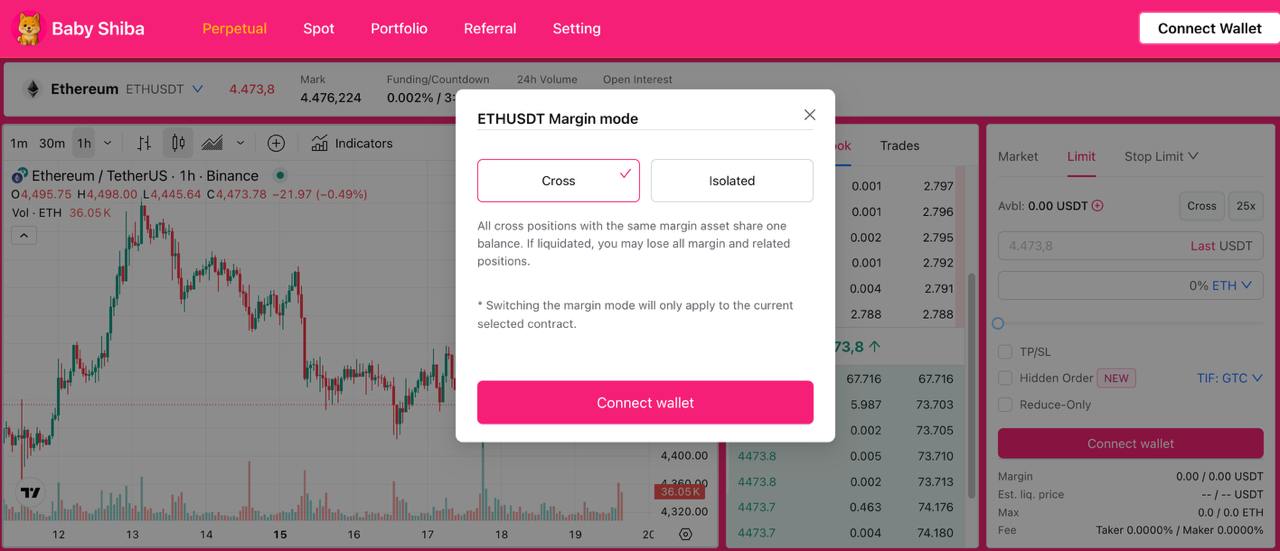 Baby Shiba
Perpetual
Spot
Portfolio
Referral
Setting
Connect Wallet
Ethereum ETHUSDT
4.473,8
Mark
4.476,224
Funding/Countdown
0.002% /
24h Volume
Open Interest
1m 30m 1h
Indicators
Ethereum / TetherUS · 1h · Binance
O4,495.75 H4,498.00 L4,445.64 C4,473.78 −21.97 (−0.49%)
Vol · ETH 36.05 K
4,400.00
4,360.00
36.05 K
4,320.00
12 13 14 15 16 17 18 19
ETHUSDT Margin mode
Cross
Isolated
All cross positions with the same margin asset share one
balance. If liquidated, you may lose all margin and related
positions.
* Switching the margin mode will only apply to the current
selected contract.
Connect wallet
Trades
0.001 2.797
0.001 2.796
0.002 2.795
0.001 2.792
0.004 2.791
2.788 2.788
73,8
67.716 67.716
5.987 73.703
0.002 73.705
4473.8 0.005 73.710
4473.8 0.002 73.713
4473.7 0.463 74.176
4473.7 0.004 74.180
Market
Limit
Stop Limit
Avbl: 0.00 USDT
Cross
25x
4.473,8
Last USDT
0% ETH
TP/SL
Hidden Order NEW
TIF: GTC
Reduce-Only
Connect wallet
Margin 0.00 / 0.00 USDT
Est. liq. price -- / -- USDT
Max 0.0 / 0.0 ETH
Fee Taker 0.0000% / Maker 0.0000%